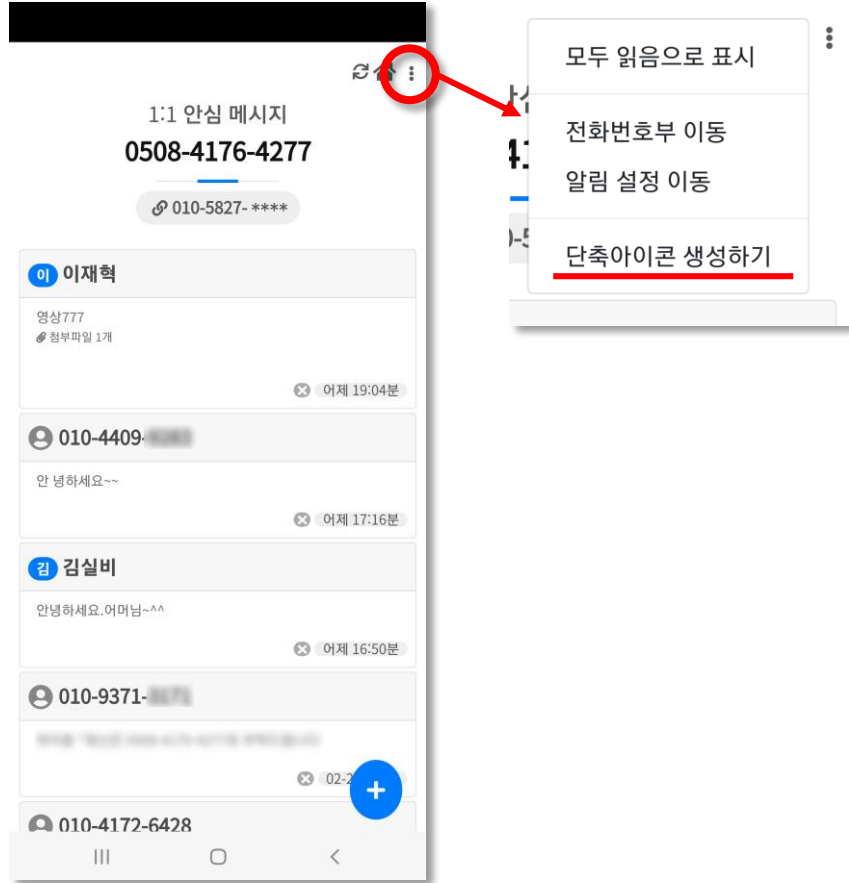 1:1 안심 메시지
0508-4176-4277
010-5827- ****
이 이재혁
영상777
첨부파일 1개
어제 19:04분
010-4409-
안 녕하세요~~
어제 17:16분
김 김실비
안녕하세요.어머님~^^
어제 16:50분
010-9371-
02-2
+
010-4172-6428
모두 읽음으로 표시
전화번호부 이동
알림 설정 이동
단축아이콘 생성하기